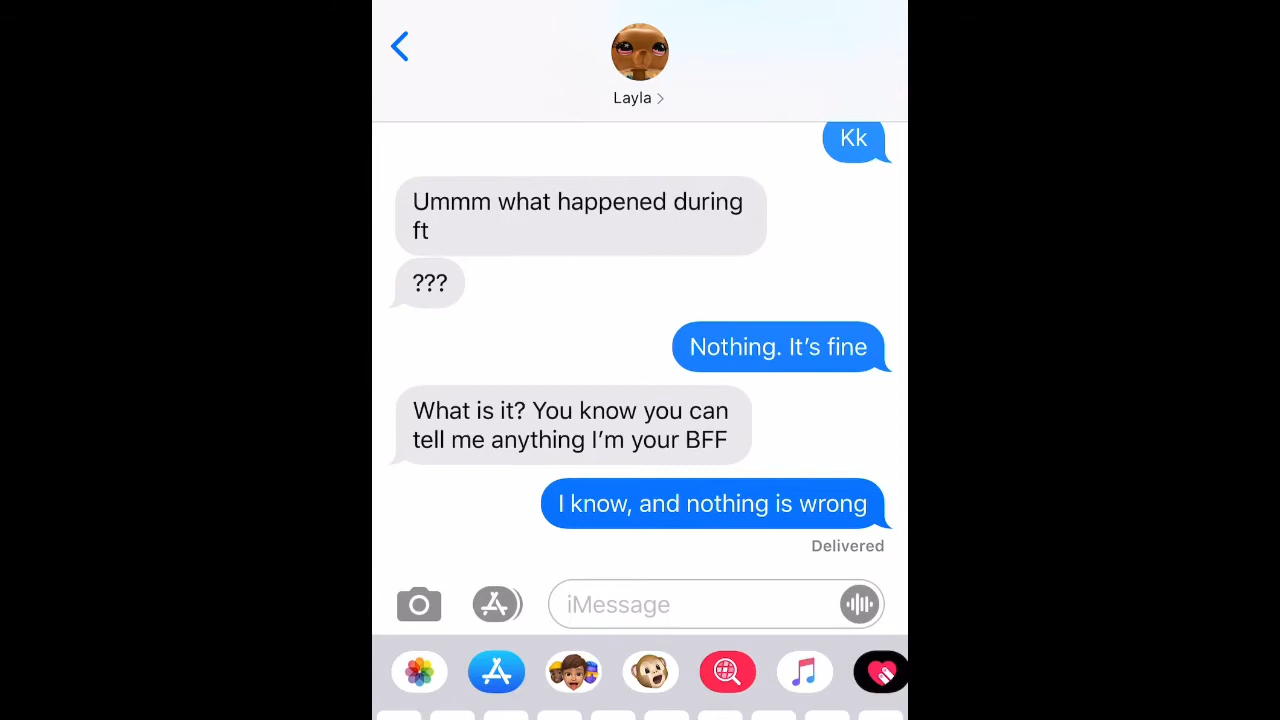 Layla
Kk
Ummm what happened during
ft
???
Nothing. It’s fine
What is it? You know you can
tell me anything I’m your BFF
I know, and nothing is wrong
Delivered
iMessage